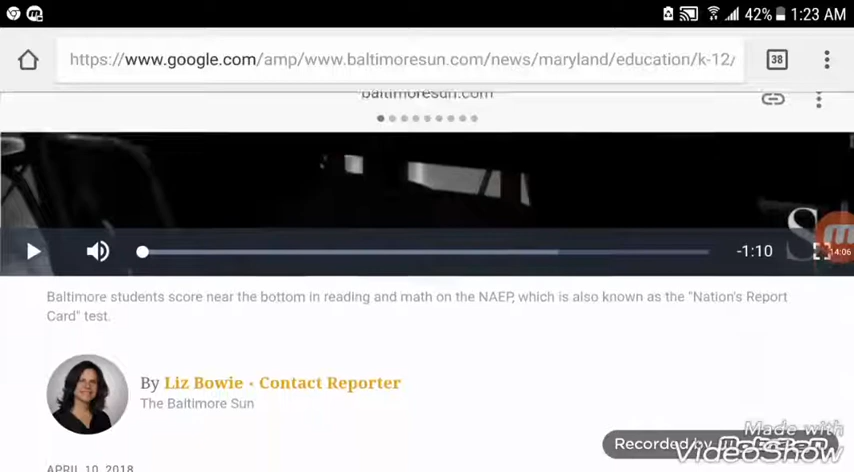 42% 1:23 AM
https://www.google.com/amp/www.baltimoresun.com/news/maryland/education/k-12/
38
baltimoresun.com
S
-1:10
14:06
Baltimore students score near the bottom in reading and math on the NAEP, which is also known as the "Nation's Report
Card" test.
By Liz Bowie • Contact Reporter
The Baltimore Sun
Made with
Recorded by
VideoShow
APRIL 10, 2018